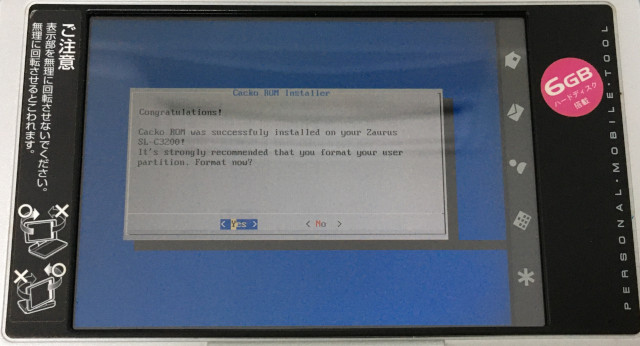 ご注意
表示部を無理に回転させないでください。
無理に回転させるとこわれます。
Cacko ROM Installer
Congratulations!
Cacko ROM was successfuly installed on your Zaurus
SL-C3200!
It's strongly recommended that you format your user
partition. Format now?
< Yes >
< No >
6GB
ハードディスク
搭載
PERSONAL・MOBILE・TOOL